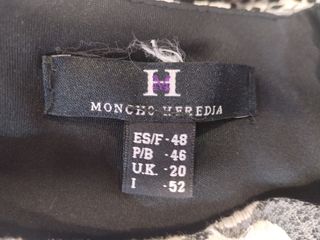 H
MONCHO HEREDIA
ES/F - 48
P/B - 46
U.K. - 20
I - 52